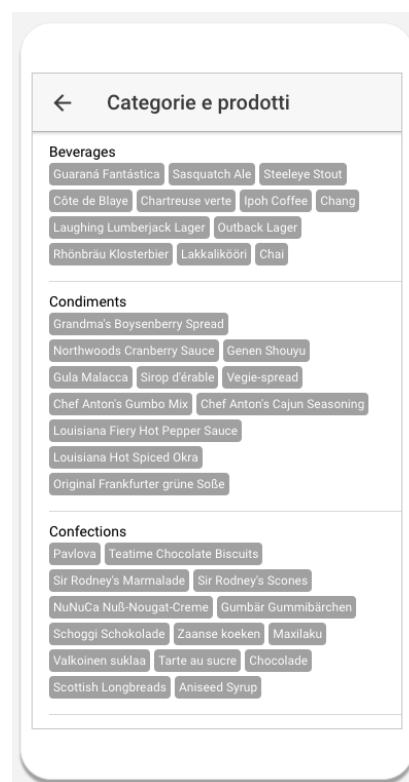 Categorie e prodotti
Beverages
Guaraná Fantástica Sasquatch Ale Steeleye Stout
Côte de Blaye Chartreuse verte Ipoh Coffee Chang
Laughing Lumberjack Lager Outback Lager
Rhönbräu Klosterbier Lakkalikööri Chai
Condiments
Grandma's Boysenberry Spread
Northwoods Cranberry Sauce Genen Shouyu
Gula Malacca Sirop d'érable Vegie-spread
Chef Anton's Gumbo Mix Chef Anton's Cajun Seasoning
Louisiana Fiery Hot Pepper Sauce
Louisiana Hot Spiced Okra
Original Frankfurter grüne Soße
Confections
Pavlova Teatime Chocolate Biscuits
Sir Rodney's Marmalade Sir Rodney's Scones
NuNuCa Nuß-Nougat-Creme Gumbär Gummibärchen
Schoggi Schokolade Zaanse koeken Maxilaku
Valkoinen suklaa Tarte au sucre Chocolade
Scottish Longbreads Aniseed Syrup